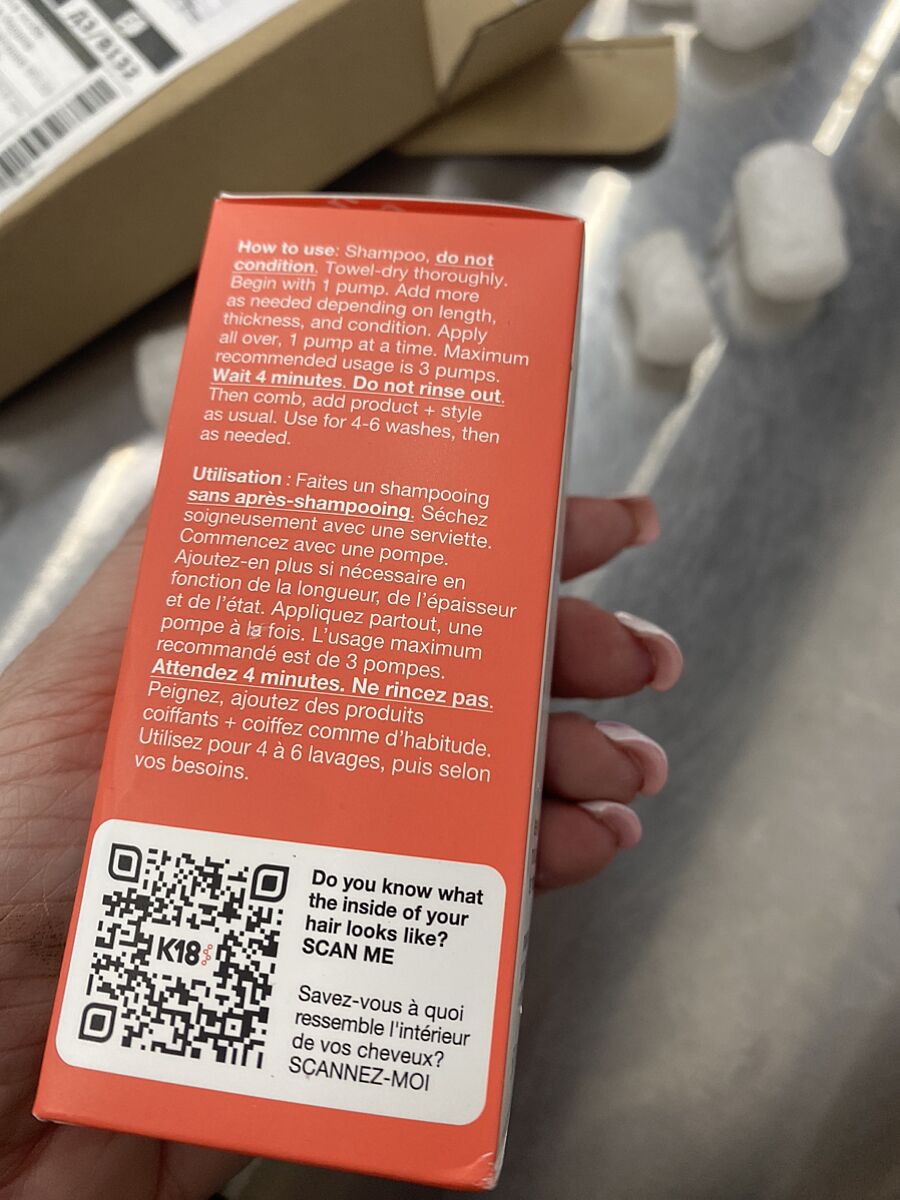 A3/B137
How to use: Shampoo, do not
condition. Towel-dry thoroughly.
Begin with 1 pump. Add more
as needed depending on length,
thickness, and condition. Apply
all over, 1 pump at a time. Maximum
recommended usage is 3 pumps.
Wait 4 minutes. Do not rinse out.
Then comb, add product + style
as usual. Use for 4-6 washes, then
as needed.
Utilisation : Faites un shampooing
sans après-shampooing. Séchez
soigneusement avec une serviette.
Commencez avec une pompe.
Ajoutez-en plus si nécessaire en
fonction de la longueur, de l'épaisseur
et de l'état. Appliquez partout, une
pompe à la fois. L'usage maximum
recommandé est de 3 pompes.
Attendez 4 minutes. Ne rincez pas.
Peignez, ajoutez des produits
coiffants + coiffez comme d'habitude.
Utilisez pour 4 à 6 lavages, puis selon
vos besoins.
K18
Do you know what
the inside of your
hair looks like?
SCAN ME
Savez-vous à quoi
ressemble l'intérieur
de vos cheveux?
SCANNEZ-MOI